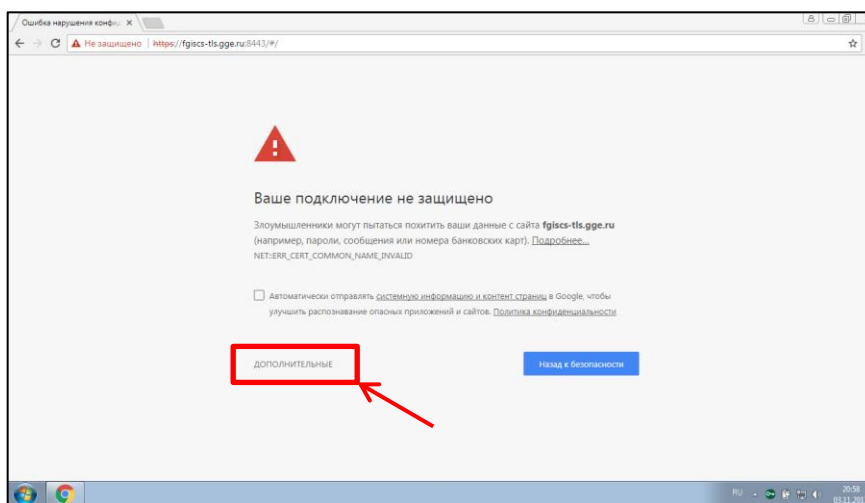 Ошибка нарушения конфи
Не защищено | https://fgiscs-tls.gge.ru:8443/#/
Ваше подключение не защищено
Злоумышленники могут пытаться похитить ваши данные с сайта fgiscs-tls.gge.ru
(например, пароли, сообщения или номера банковских карт). Подробнее...
NET::ERR_CERT_COMMON_NAME_INVALID
Автоматически отправлять системную информацию и контент страниц в Google, чтобы
улучшить распознавание опасных приложений и сайтов. Политика конфиденциальности
ДОПОЛНИТЕЛЬНЫЕ
Назад к безопасности
RU
20:58
03.11.201